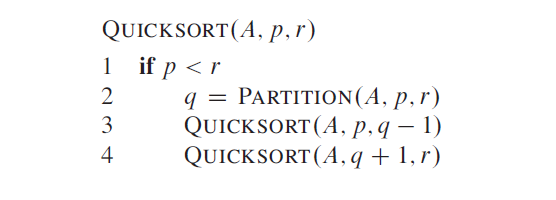 QUICKSORT(A, p, r)
1 if p < r
2 q = PARTITION(A, p, r)
3 QUICKSORT(A, p, q – 1)
4 QUICKSORT(A, q + 1, r)